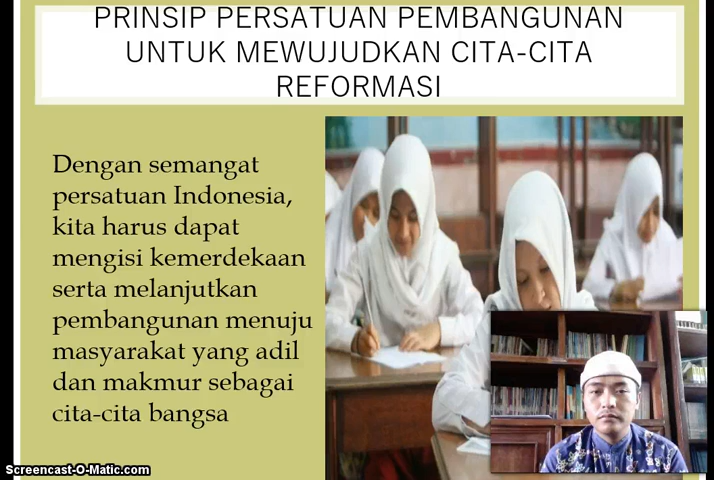 PRINSIP PERSATUAN PEMBANGUNAN
UNTUK MEWUJUDKAN CITA-CITA
REFORMASI
Dengan semangat
persatuan Indonesia,
kita harus dapat
mengisi kemerdekaan
serta melanjutkan
pembangunan menuju
masyarakat yang adil
dan makmur sebagai
cita-cita bangsa
Screencast-O-Matic.com